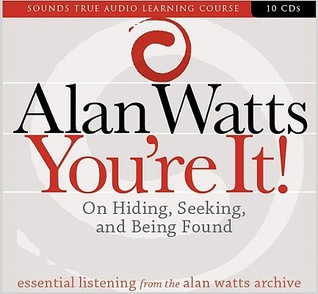 SOUNDS TRUE AUDIO LEARNING COURSE 10 CDs
Alan Watts
You're It!
On Hiding, Seeking,
and Being Found
essential listening from the alan watts archive